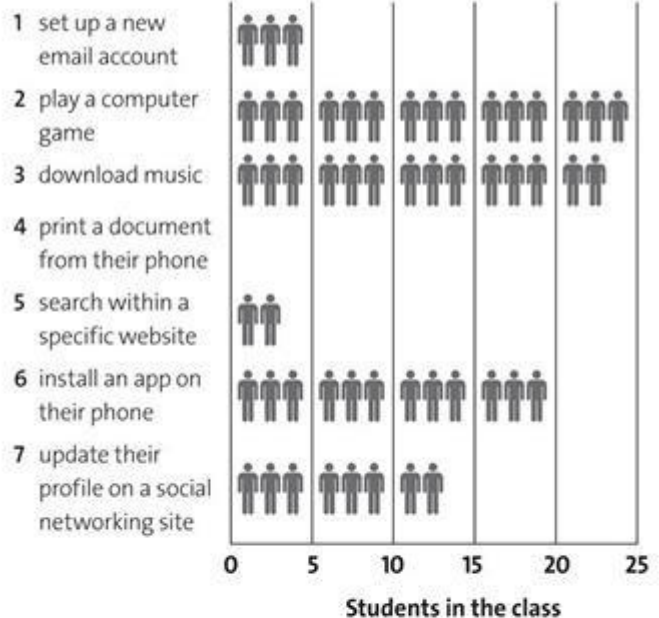 1 set up a new
email account
2 play a computer
game
3 download music
4 print a document
from their phone
5 search within a
specific website
6 install an app on
their phone
7 update their
profile on a social
networking site
0 5 10 15 20 25
Students in the class